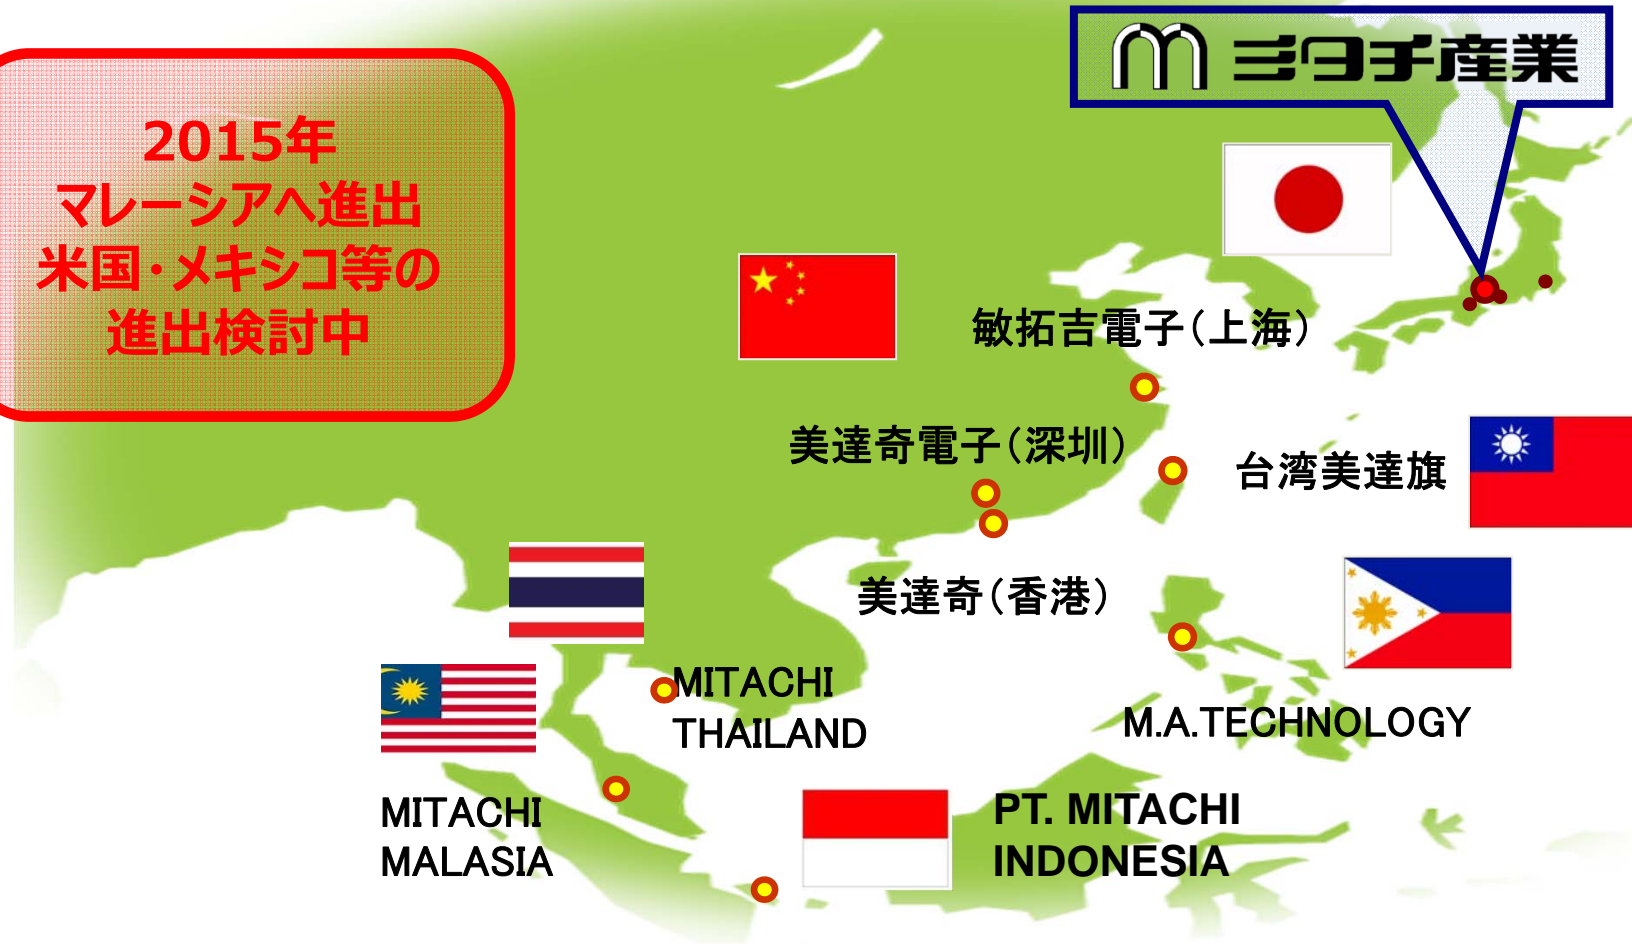 ミタチ産業
2015年
マレーシアへ進出
米国・メキシコ等の
進出検討中
敏拓吉電子（上海）
美達奇電子（深圳）
台湾美達旗
美達奇（香港）
MITACHI
THAILAND
M.A.TECHNOLOGY
MITACHI
MALASIA
PT. MITACHI
INDONESIA